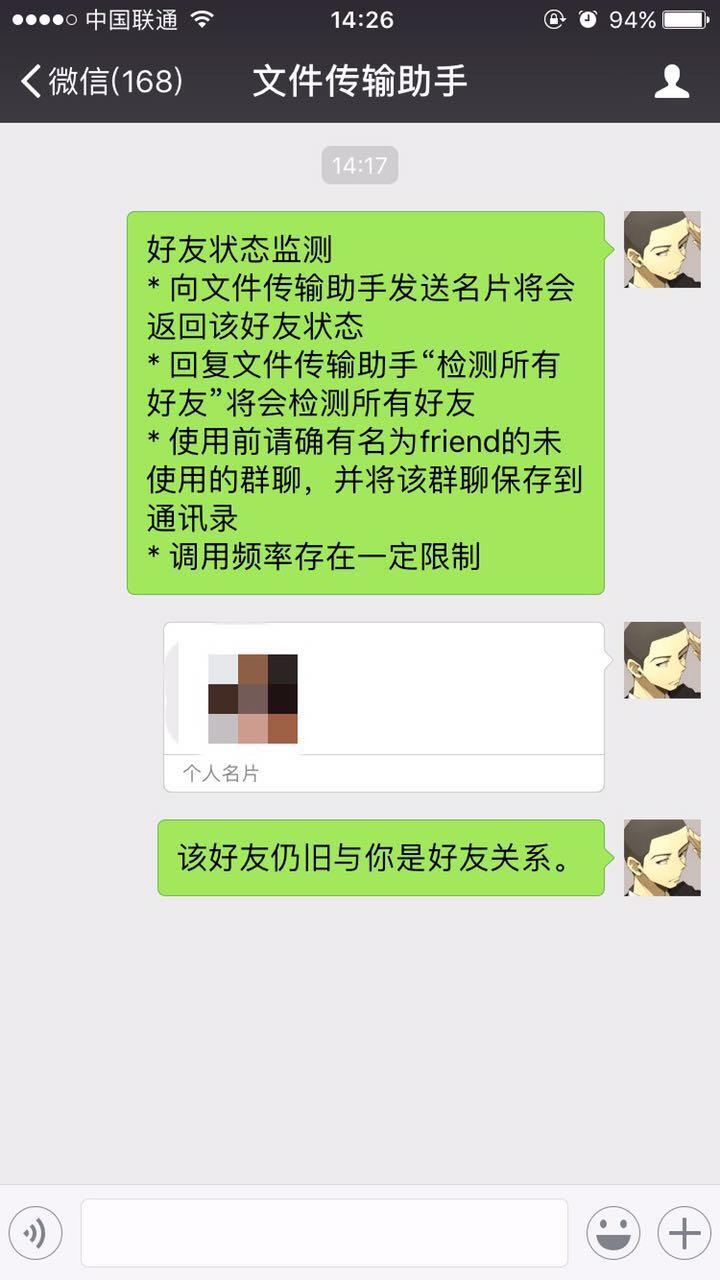 中国联通 14:26 94%
微信(168) 文件传输助手
14:17
好友状态监测
* 向文件传输助手发送名片将会
返回该好友状态
* 回复文件传输助手“检测所有
好友”将会检测所有好友
* 使用前请确有名为friend的未
使用的群聊，并将该群聊保存到
通讯录
* 调用频率存在一定限制
个人名片
该好友仍旧与你是好友关系。